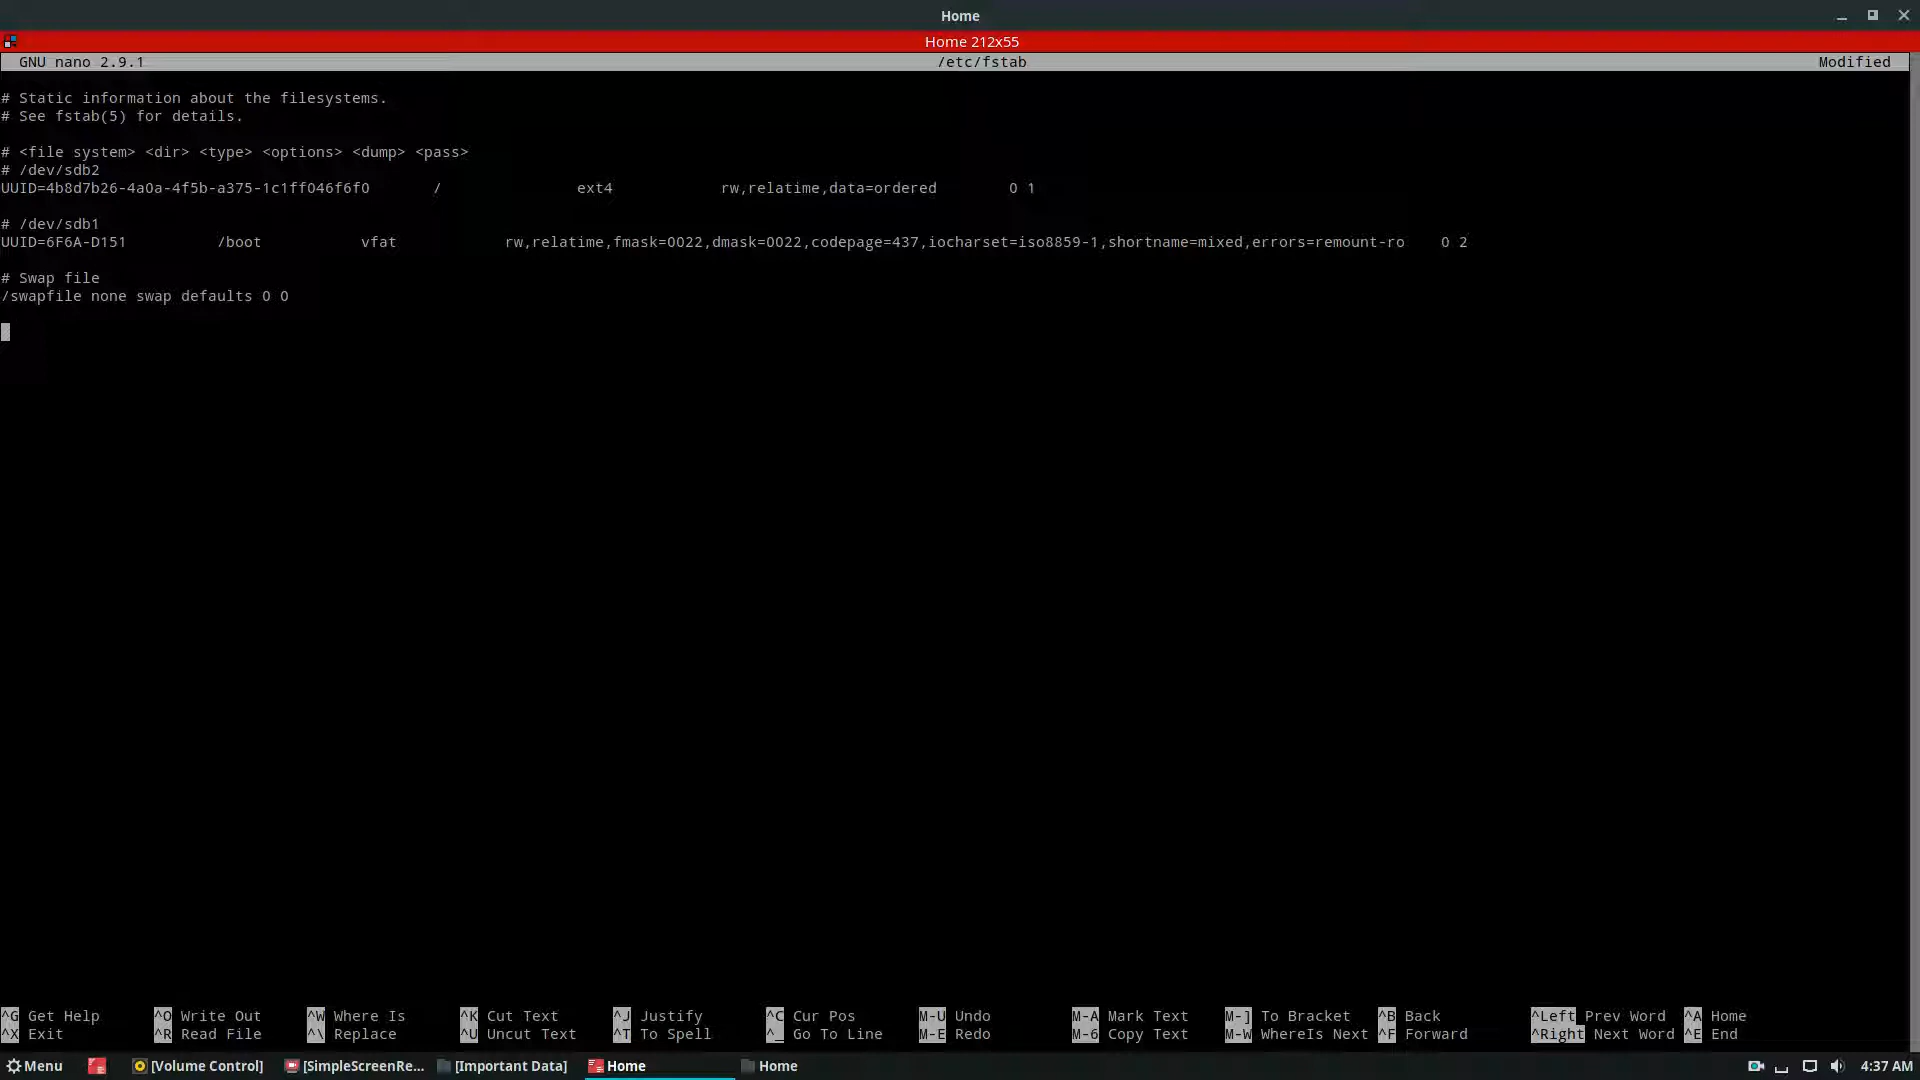 Home
Home 212x55
GNU nano 2.9.1 /etc/fstab Modified
# Static information about the filesystems.
# See fstab(5) for details.
# <file system> <dir> <type> <options> <dump> <pass>
# /dev/sdb2
UUID=4b8d7b26-4a0a-4f5b-a375-1c1ff046f6f0 / ext4 rw,relatime,data=ordered 0 1
# /dev/sdb1
UUID=6F6A-D151 /boot vfat rw,relatime,fmask=0022,dmask=0022,codepage=437,iocharset=iso8859-1,shortname=mixed,errors=remount-ro 0 2
# Swap file
/swapfile none swap defaults 0 0
^G Get Help ^O Write Out ^W Where Is ^K Cut Text ^J Justify ^C Cur Pos M-U Undo M-A Mark Text M-] To Bracket ^B Back ^Left Prev Word ^A Home
^X Exit ^R Read File ^\ Replace ^U Uncut Text ^T To Spell ^_ Go To Line M-E Redo M-6 Copy Text M-W WhereIs Next ^F Forward ^Right Next Word ^E End
Menu [Volume Control] [SimpleScreenRe... [Important Data] Home Home 4:37 AM